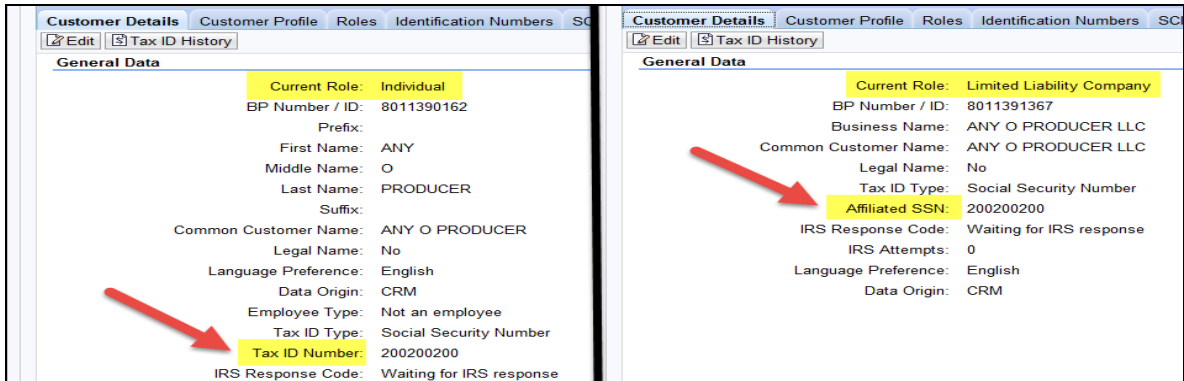 Customer Details Customer Profile Roles Identification Numbers
Edit Tax ID History
General Data
Current Role: Individual
BP Number / ID: 8011390162
Prefix:
First Name: ANY
Middle Name: O
Last Name: PRODUCER
Suffix:
Common Customer Name: ANY O PRODUCER
Legal Name: No
Language Preference: English
Data Origin: CRM
Employee Type: Not an employee
Tax ID Type: Social Security Number
Tax ID Number: 200200200
IRS Response Code: Waiting for IRS response
Customer Details Customer Profile Roles Identification Numbers
Edit Tax ID History
General Data
Current Role: Limited Liability Company
BP Number / ID: 8011391367
Business Name: ANY O PRODUCER LLC
Common Customer Name: ANY O PRODUCER LLC
Legal Name: No
Tax ID Type: Social Security Number
Affiliated SSN: 200200200
IRS Response Code: Waiting for IRS response
IRS Attempts: 0
Language Preference: English
Data Origin: CRM